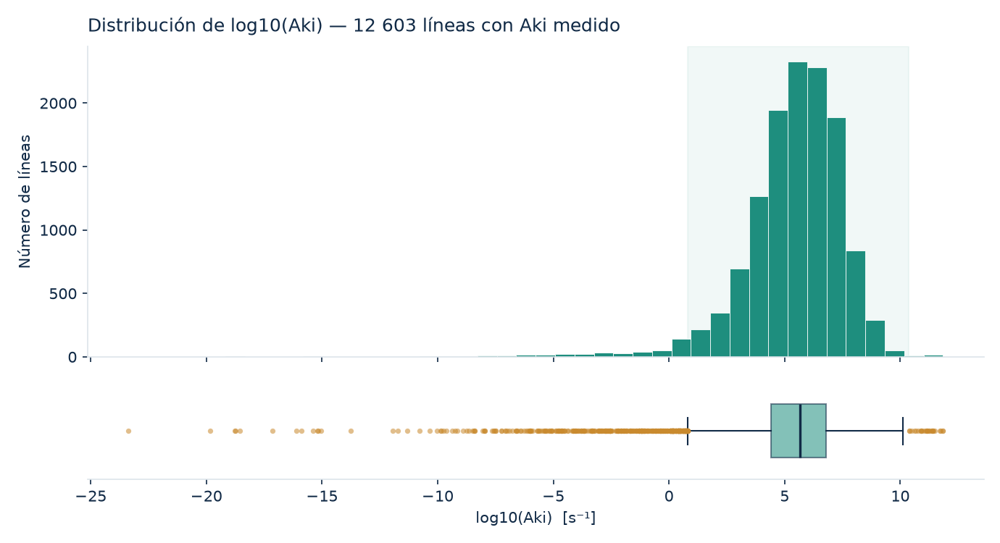 Distribución de log10(Aki) — 12 603 líneas con Aki medido
Número de líneas
2000
1500
1000
500
0
−25 −20 −15 −10 −5 0 5 10
log10(Aki) [s⁻¹]